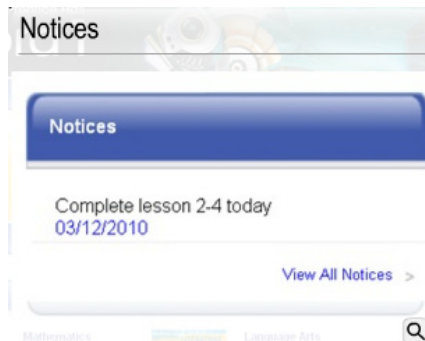 Notices
Notices
Complete lesson 2-4 today
03/12/2010
View All Notices >
Mathematics
Language Arts